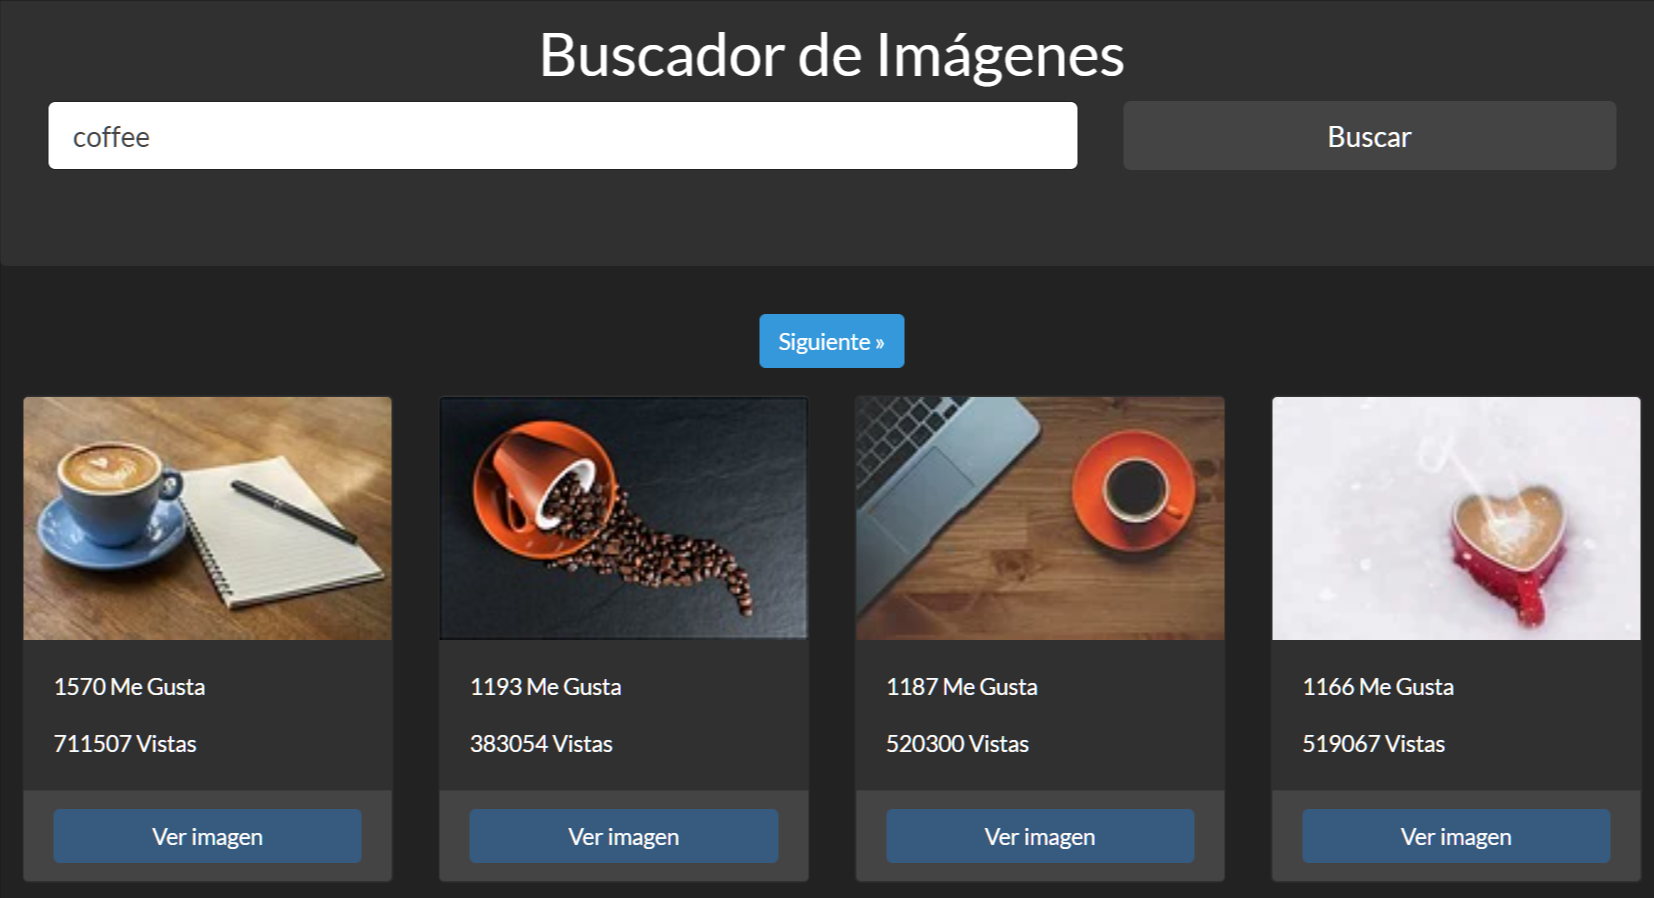 Buscador de Imágenes
coffee
Buscar
Siguiente »
1570 Me Gusta
711507 Vistas
Ver imagen
1193 Me Gusta
383054 Vistas
Ver imagen
1187 Me Gusta
520300 Vistas
Ver imagen
1166 Me Gusta
519067 Vistas
Ver imagen